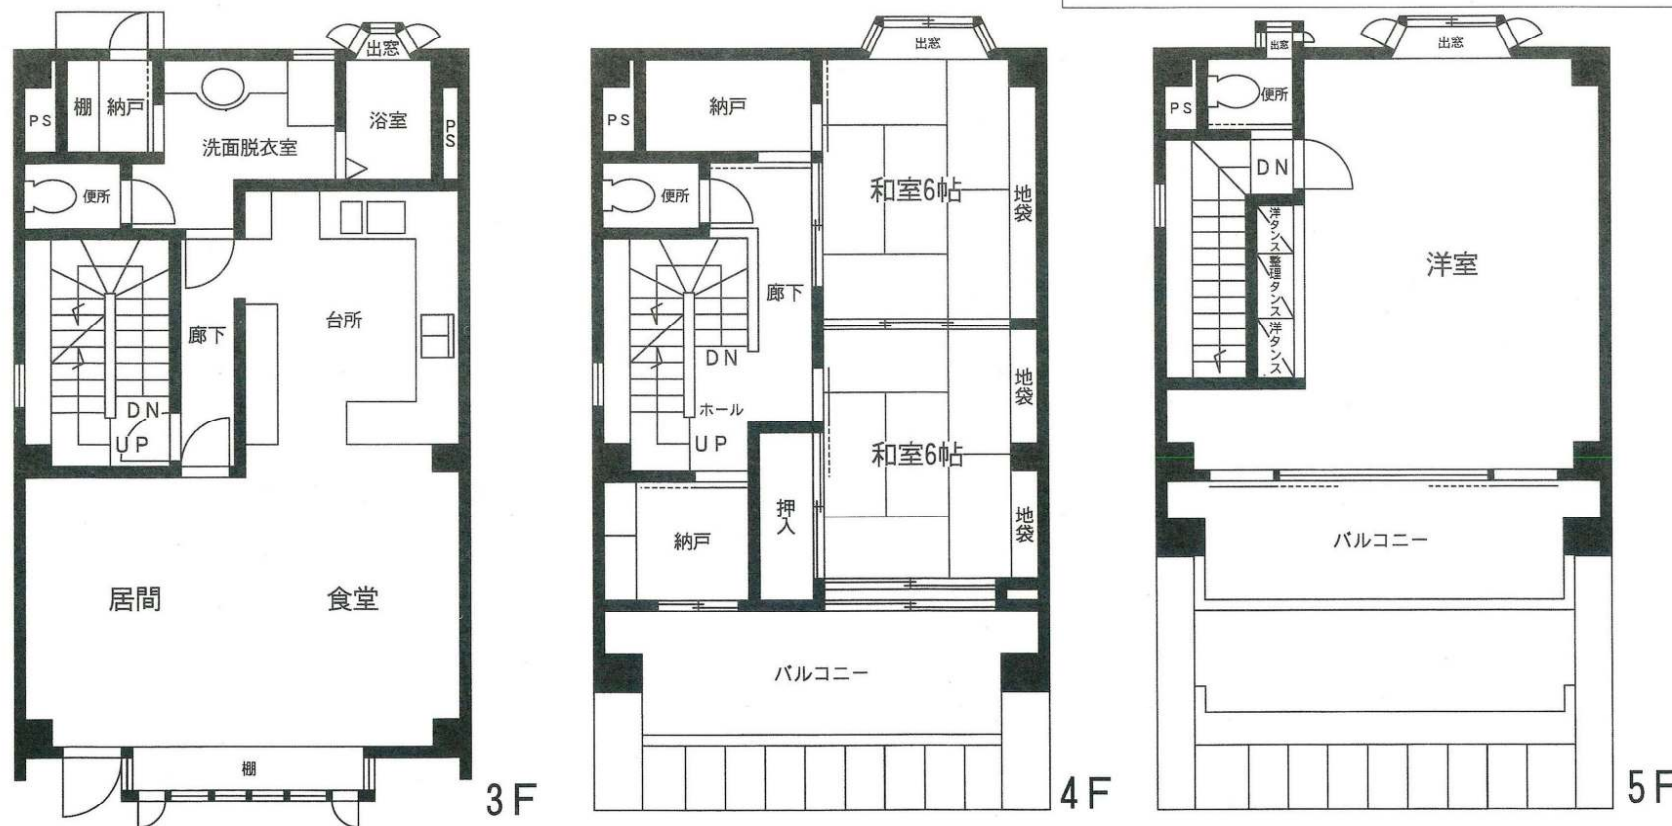 出窓
棚
納戸
PS
洗面脱衣室
浴室
PS
便所
台所
廊下
DN
UP
居間
食堂
棚
3F
出窓
納戸
PS
便所
和室6帖
地袋
廊下
DN
ホール
UP
地袋
和室6帖
押入
地袋
納戸
バルコニー
4F
出窓
出窓
PS
便所
DN
洋タンス
整理タンス
洋タンス
洋室
バルコニー
5F